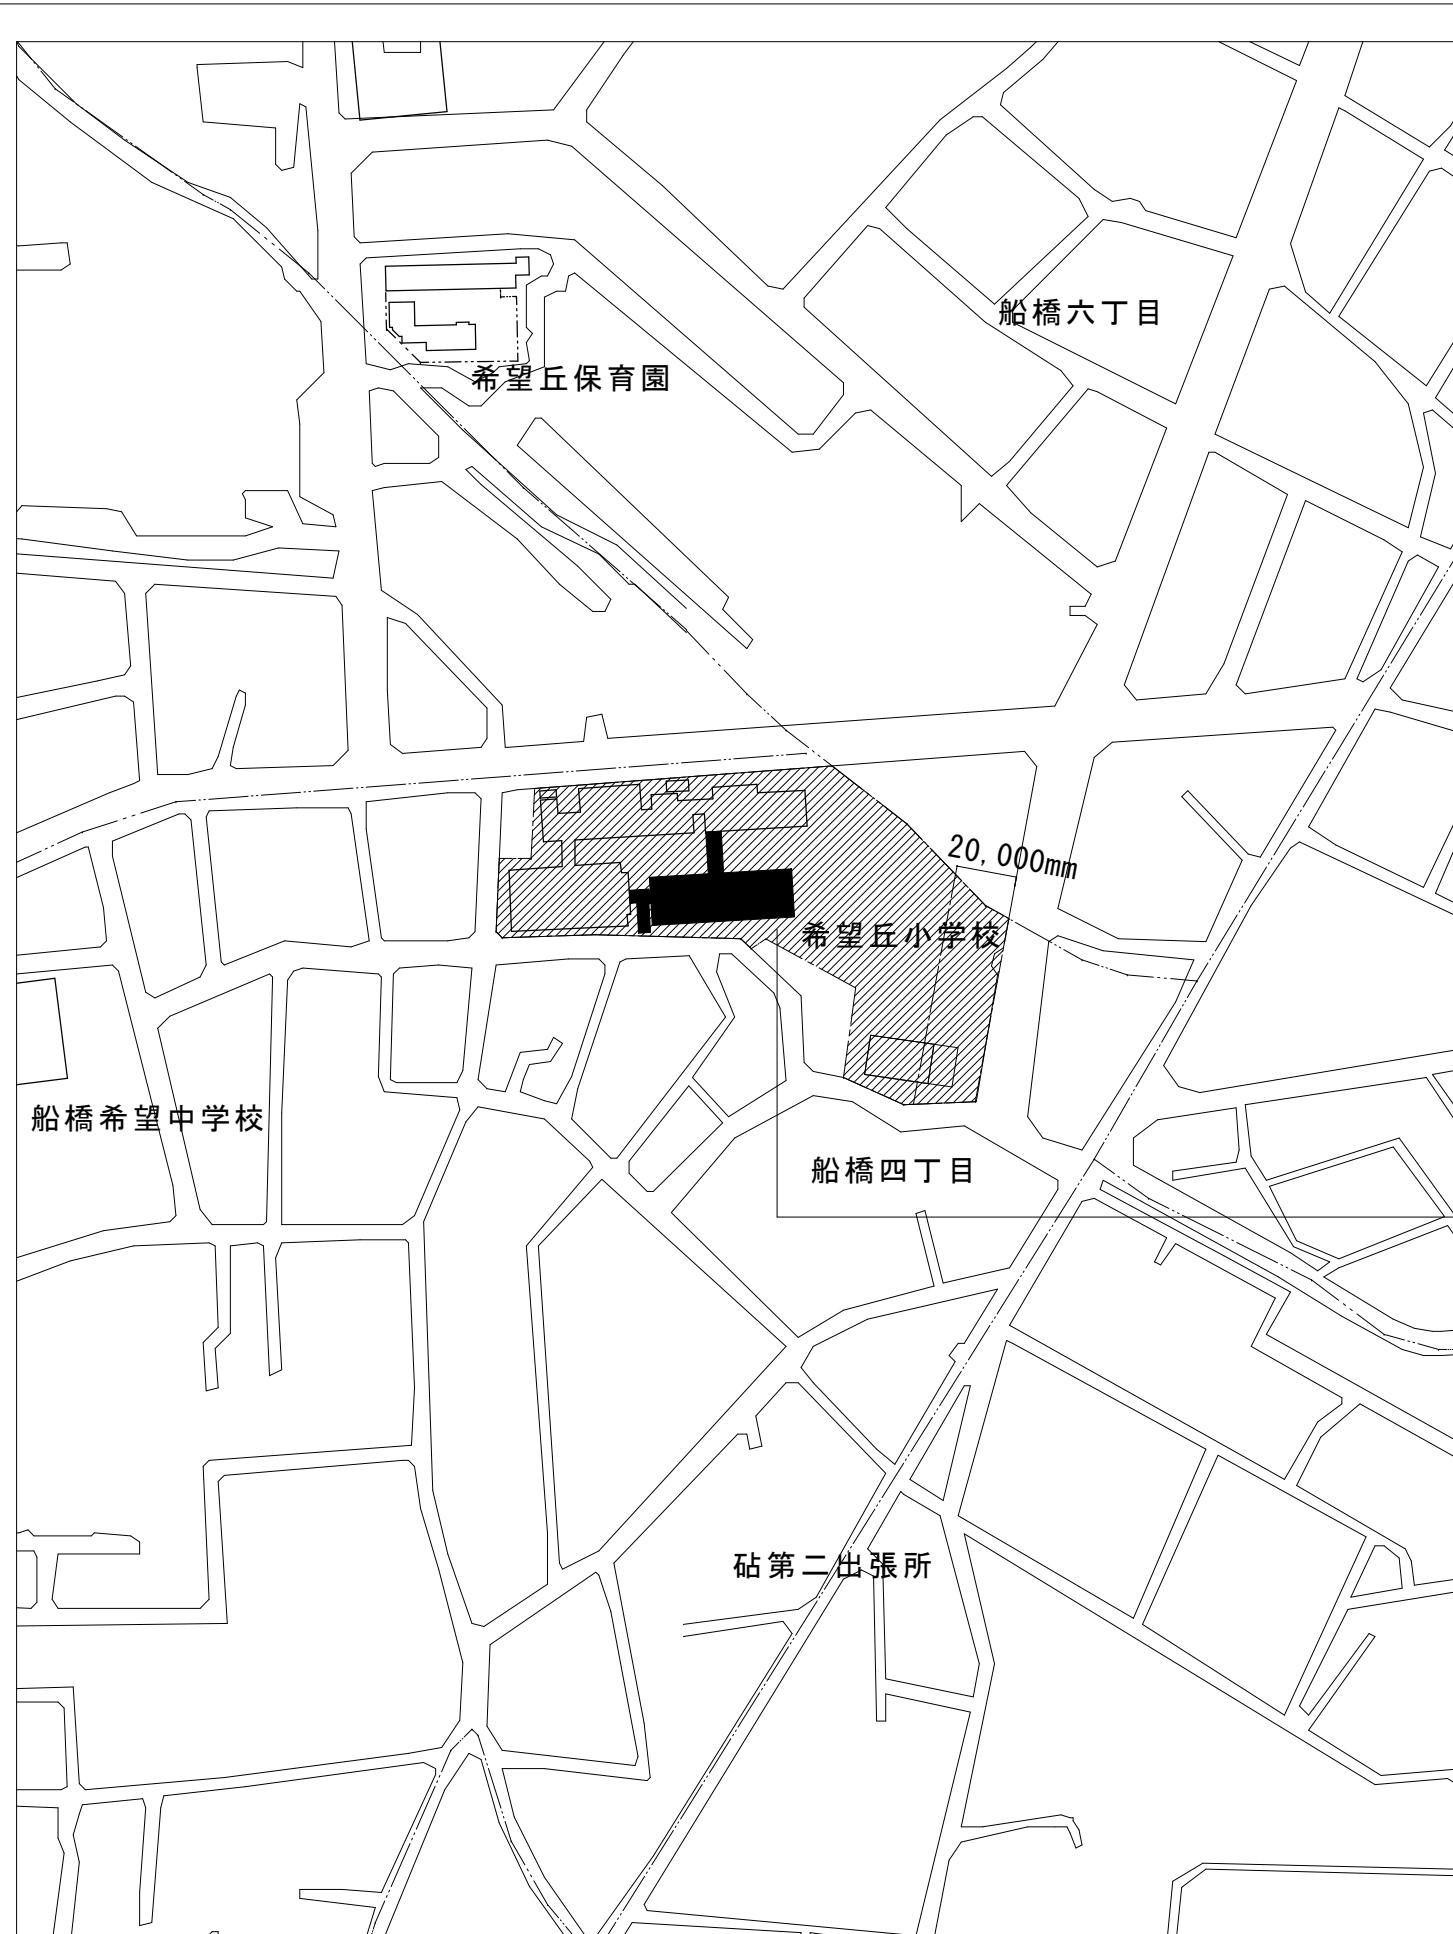 船橋六丁目
希望丘保育園
20,000mm
希望丘小学校
船橋希望中学校
船橋四丁目
砧第二出張所